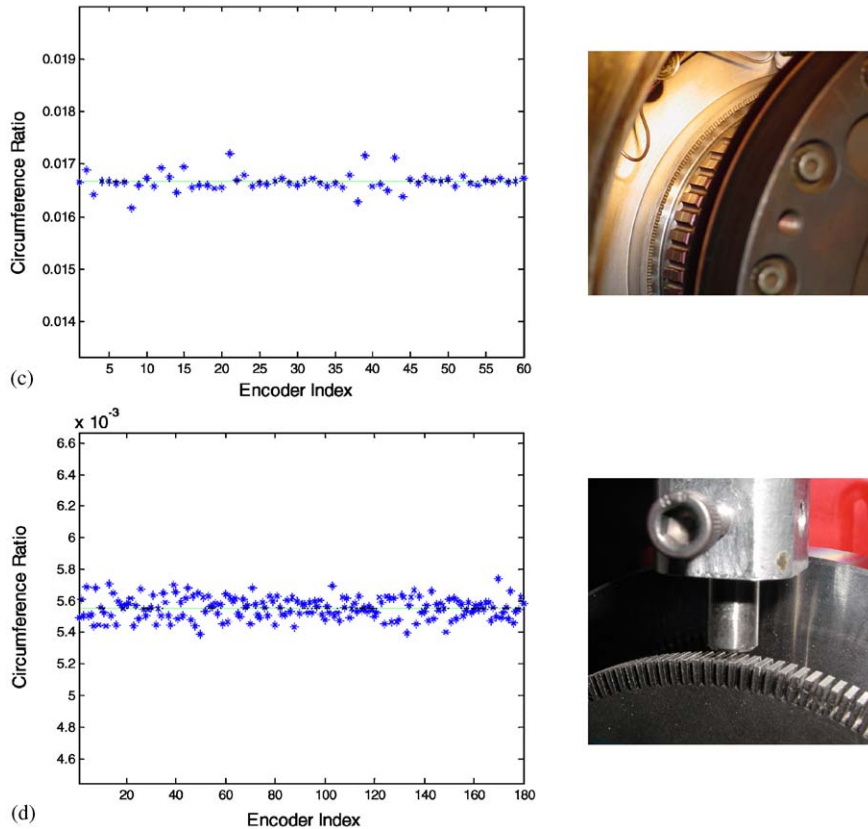 0.019
0.018
0.017
0.016
0.015
0.014
Circumference Ratio
5 10 15 20 25 30 35 40 45 50 55 60
Encoder Index
(c)
x 10^-3
6.6
6.4
6.2
6
5.8
5.6
5.4
5.2
5
4.8
4.6
Circumference Ratio
20 40 60 80 100 120 140 160 180
Encoder Index
(d)